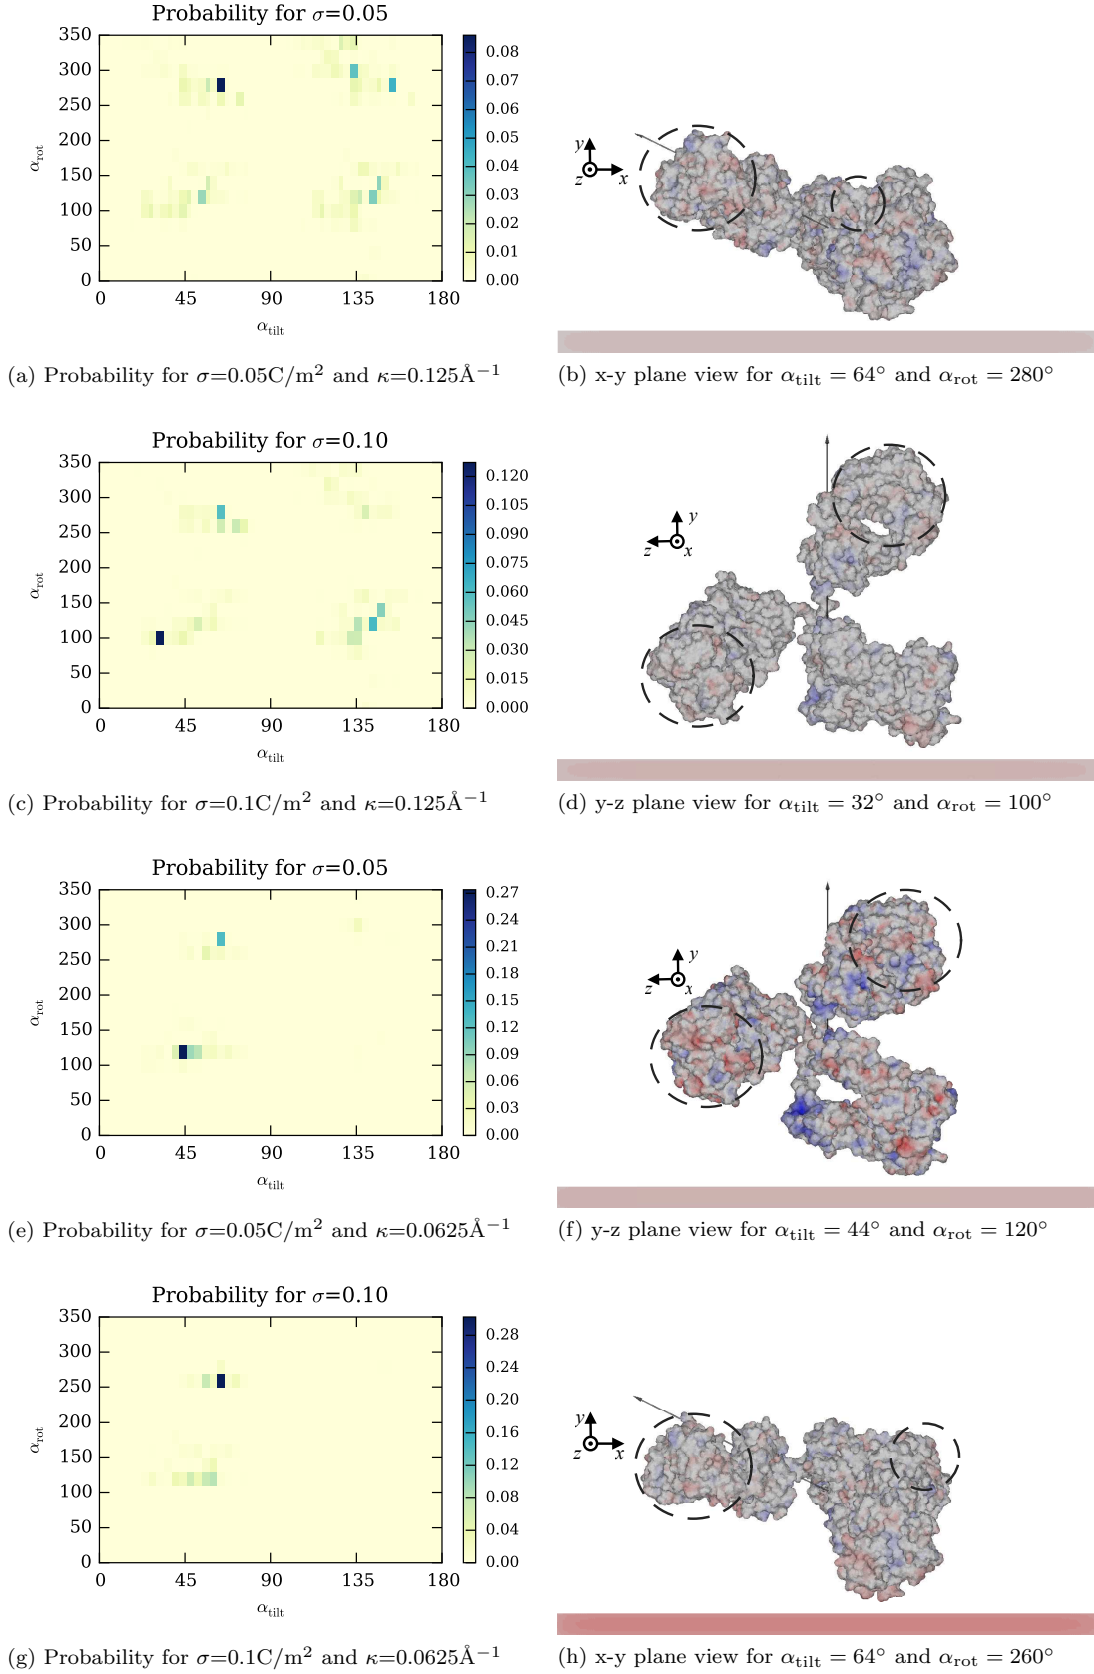 Probability for σ=0.05
350
300
250
200
150
100
50
0
α_rot
0 45 90 135 180
α_tilt
0.08
0.07
0.06
0.05
0.04
0.03
0.02
0.01
0.00
y
z x
(a) Probability for σ=0.05C/m² and κ=0.125Å⁻¹
(b) x-y plane view for α_tilt = 64° and α_rot = 280°
Probability for σ=0.10
350
300
250
200
150
100
50
0
α_rot
0 45 90 135 180
α_tilt
0.120
0.105
0.090
0.075
0.060
0.045
0.030
0.015
0.000
y
z x
(c) Probability for σ=0.1C/m² and κ=0.125Å⁻¹
(d) y-z plane view for α_tilt = 32° and α_rot = 100°
Probability for σ=0.05
350
300
250
200
150
100
50
0
α_rot
0 45 90 135 180
α_tilt
0.27
0.24
0.21
0.18
0.15
0.12
0.09
0.06
0.03
0.00
y
z x
(e) Probability for σ=0.05C/m² and κ=0.0625Å⁻¹
(f) y-z plane view for α_tilt = 44° and α_rot = 120°
Probability for σ=0.10
350
300
250
200
150
100
50
0
α_rot
0 45 90 135 180
α_tilt
0.28
0.24
0.20
0.16
0.12
0.08
0.04
0.00
y
z x
(g) Probability for σ=0.1C/m² and κ=0.0625Å⁻¹
(h) x-y plane view for α_tilt = 64° and α_rot = 260°